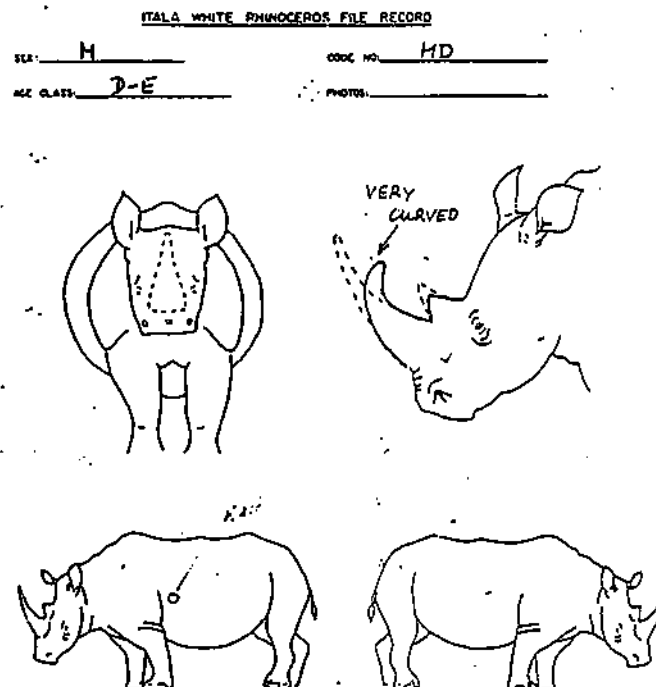 ITALA WHITE RHINOCEROS FILE RECORD
SEX: M CODE NO: MD
AGE CLASS: D-E PHOTOS:
VERY
CURVED